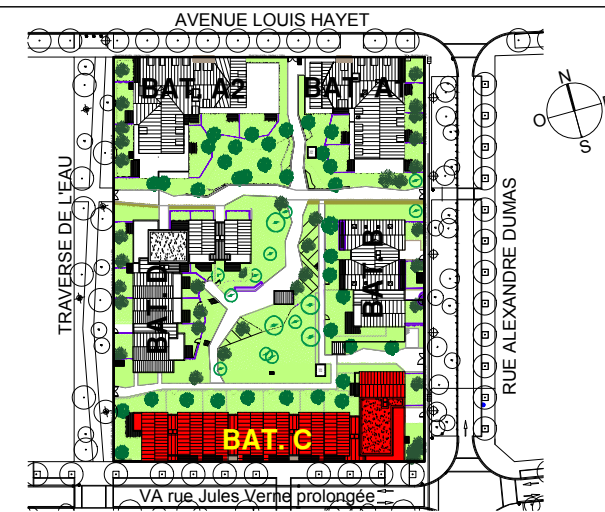 AVENUE LOUIS HAYET
BAT. A2
BAT. A1
N
O
S
TRAVERSE DE L'EAU
RUE ALEXANDRE DUMAS
BAT. D
BAT. B
BAT. C
VA rue Jules Verne prolongée